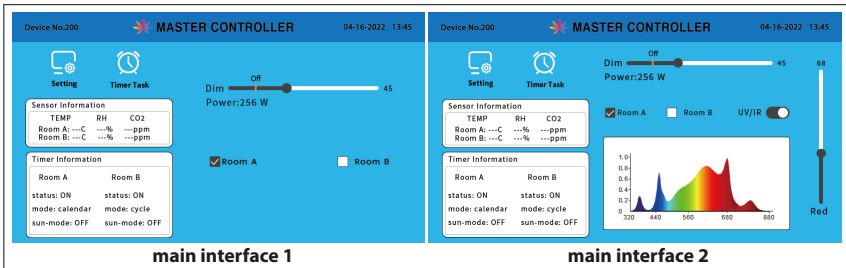 Device No.200 MASTER CONTROLLER 04-16-2022 13:45
Setting Timer Task
Off
Dim 45
Power:256 W
Sensor Information
TEMP RH CO2
Room A: ---C ---% ---ppm
Room B: ---C ---% ---ppm
Timer Information
Room A Room B
status: ON status: ON
mode: calendar mode: cycle
sun-mode: OFF sun-mode: OFF
Room A Room B
main interface 1
Device No.200 MASTER CONTROLLER 04-16-2022 13:45
Setting Timer Task
Off
Dim 45 68
Power:256 W
Sensor Information
TEMP RH CO2
Room A: ---C ---% ---ppm
Room B: ---C ---% ---ppm
Room A Room B UV/IR
Timer Information
Room A Room B
status: ON status: ON
mode: calendar mode: cycle
sun-mode: OFF sun-mode: OFF
1.0
0.8
0.6
0.4
0.2
0
320 440 560 680 880
Red
main interface 2